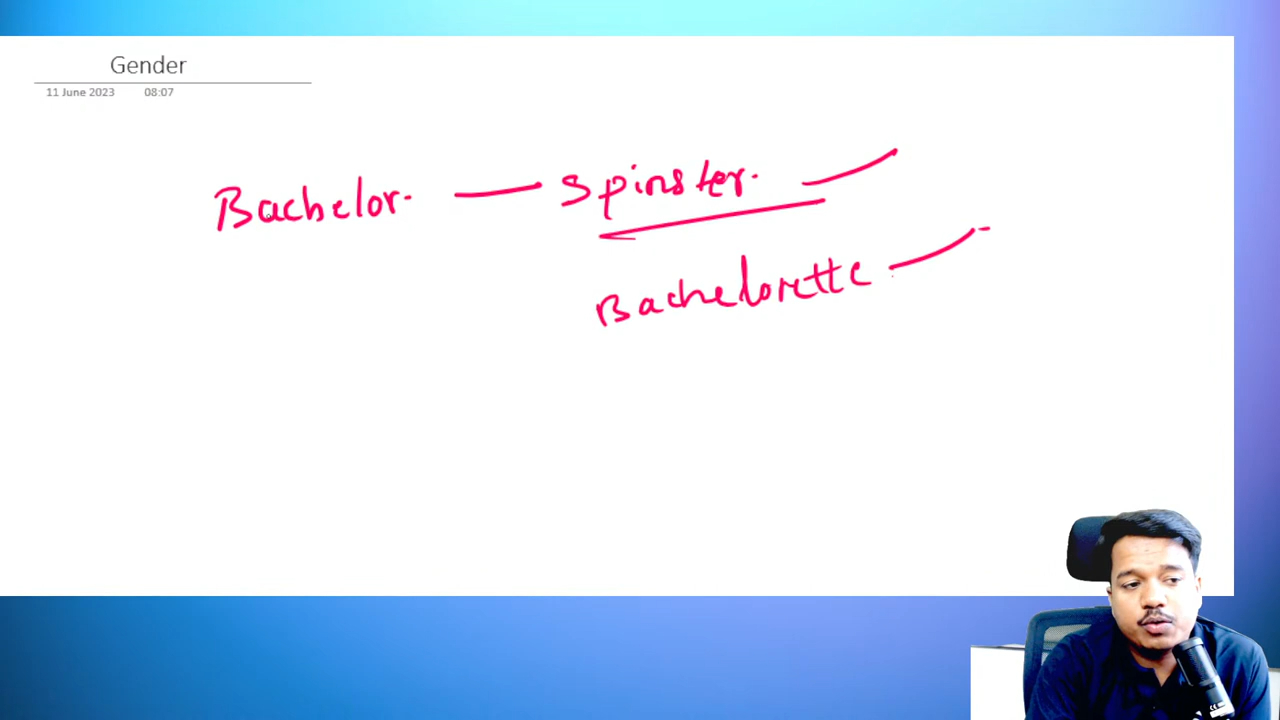 Gender
11 June 2023 08:07
Bachelor. — Spinster.
Bachelorette